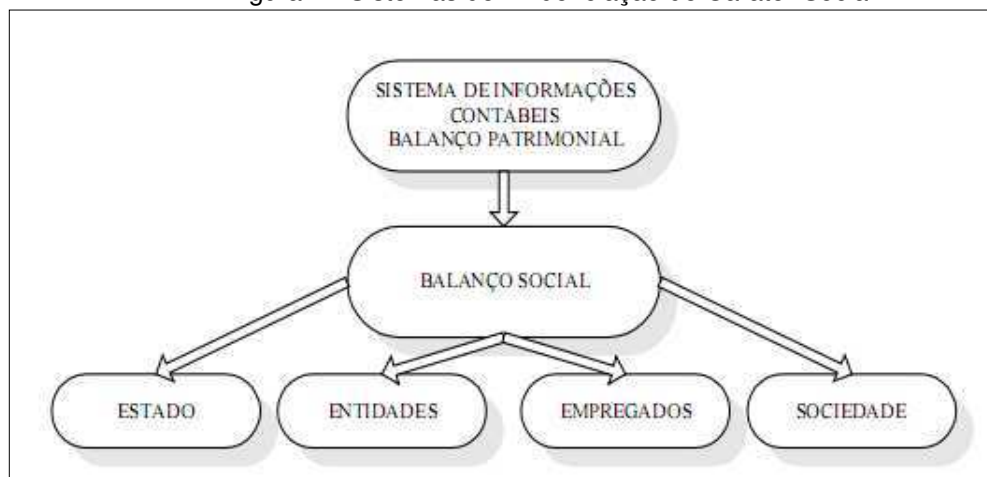 SISTEMA DE INFORMAÇÕES
CONTÁBEIS
BALANÇO PATRIMONIAL
BALANÇO SOCIAL
ESTADO
ENTIDADES
EMPREGADOS
SOCIEDADE